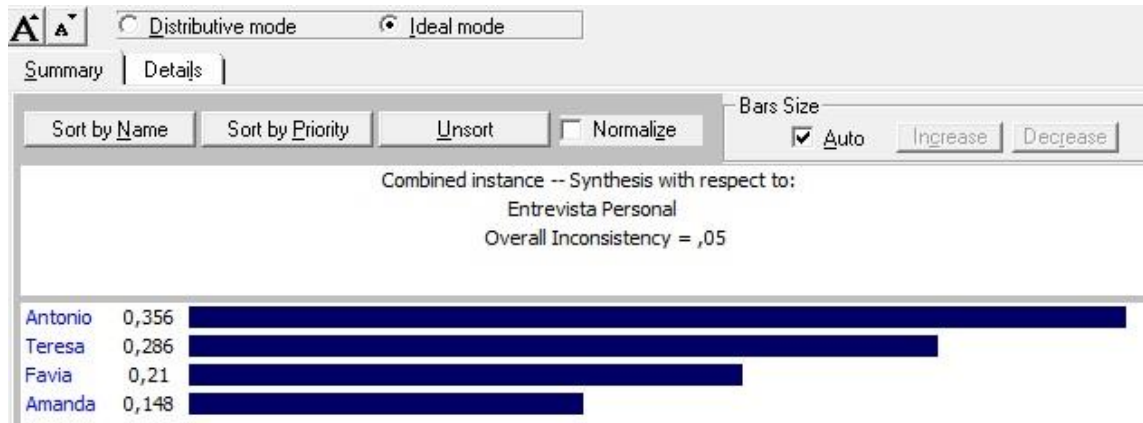 A A Distributive mode Ideal mode
Summary Details
Sort by Name Sort by Priority Unsort Normalize
Bars Size
Auto Increase Decrease
Combined instance -- Synthesis with respect to:
Entrevista Personal
Overall Inconsistency = ,05
Antonio 0,356
Teresa 0,286
Favia 0,21
Amanda 0,148